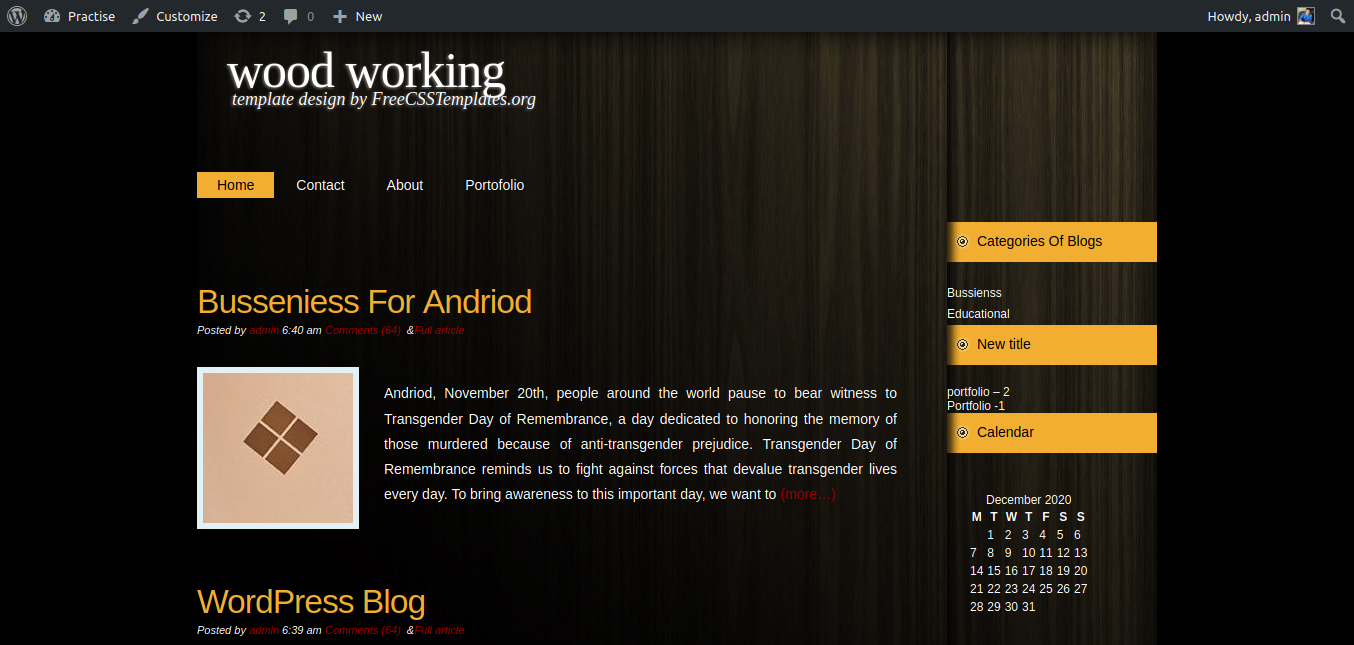 Practise Customize 2 0 New Howdy, admin
wood working
template design by FreeCSSTemplates.org
Home Contact About Portofolio
Busseniess For Andriod
Posted by admin 6:40 am Comments (64) &Full article
Andriod, November 20th, people around the world pause to bear witness to
Transgender Day of Remembrance, a day dedicated to honoring the memory of
those murdered because of anti-transgender prejudice. Transgender Day of
Remembrance reminds us to fight against forces that devalue transgender lives
every day. To bring awareness to this important day, we want to (more…)
WordPress Blog
Posted by admin 6:39 am Comments (64) &Full article
Categories Of Blogs
Bussienss
Educational
New title
portfolio – 2
Portfolio -1
Calendar
December 2020
M T W T F S S
1 2 3 4 5 6
7 8 9 10 11 12 13
14 15 16 17 18 19 20
21 22 23 24 25 26 27
28 29 30 31